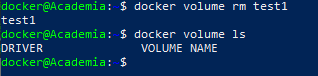 docker@Academia:~$ docker volume rm test1
test1
docker@Academia:~$ docker volume ls
DRIVER              VOLUME NAME
docker@Academia:~$